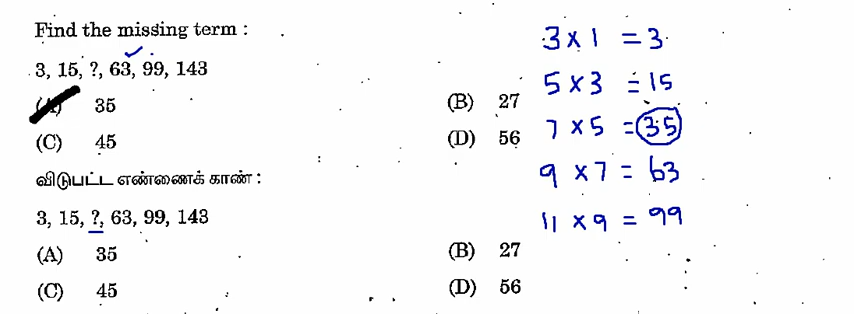 Find the missing term :
3, 15, ?, 63, 99, 143
(A) 35
(B) 27
(C) 45
(D) 56
விடுபட்ட எண்ணைக் காண் :
3, 15, ?, 63, 99, 143
(A) 35
(B) 27
(C) 45
(D) 56
3 × 1 = 3
5 × 3 = 15
7 × 5 = 35
9 × 7 = 63
11 × 9 = 99